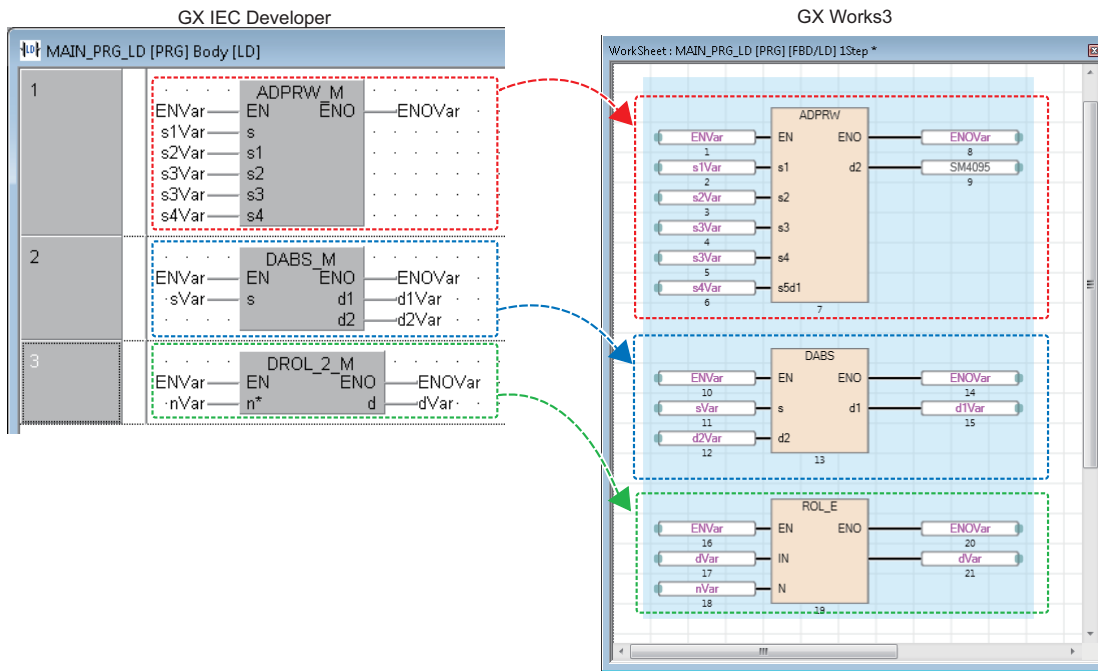 GX IEC Developer
MAIN_PRG_LD [PRG] Body [LD]
1
ADPRW_M
ENVar EN ENO ENOVar
s1Var s
s2Var s1
s3Var s2
s3Var s3
s4Var s4
2
DABS_M
ENVar EN ENO ENOVar
sVar s d1 d1Var
d2 d2Var
3
DROL_2_M
ENVar EN ENO ENOVar
nVar n* d dVar
GX Works3
WorkSheet : MAIN_PRG_LD [PRG] [FBD/LD] 1Step *
ADPRW
ENVar EN ENO ENOVar
1 8
s1Var s1 d2 SM4095
2 9
s2Var s2
3
s3Var s3
4
s3Var s4
5
s4Var s5d1
6 7
DABS
ENVar EN ENO ENOVar
10 14
sVar s d1 d1Var
11 15
d2Var d2
12 13
ROL_E
ENVar EN ENO ENOVar
16 20
dVar IN dVar
17 21
nVar N
18 19